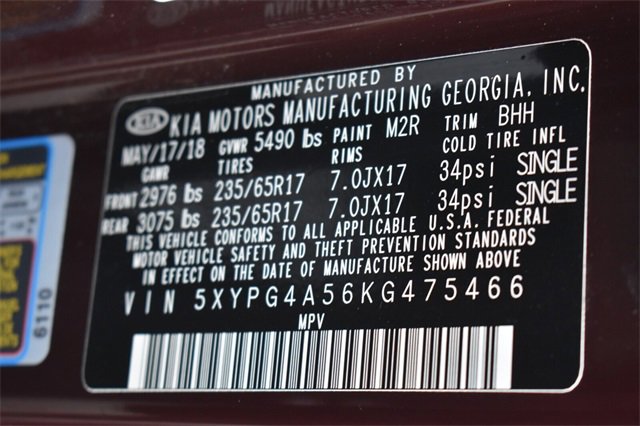 MANUFACTURED BY
KIA KIA MOTORS MANUFACTURING GEORGIA, INC.
MAY/17/18 GVWR 5490 lbs PAINT M2R TRIM BHH
GAWR TIRES RIMS COLD TIRE INFL
FRONT 2976 lbs 235/65R17 7.0JX17 34psi SINGLE
REAR 3075 lbs 235/65R17 7.0JX17 34psi SINGLE
THIS VEHICLE CONFORMS TO ALL APPLICABLE U.S.A. FEDERAL
MOTOR VEHICLE SAFETY AND THEFT PREVENTION STANDARDS
IN EFFECT ON THE DATE OF MANUFACTURE SHOWN ABOVE
VIN 5XYPG4A56KG475466
MPV
6110